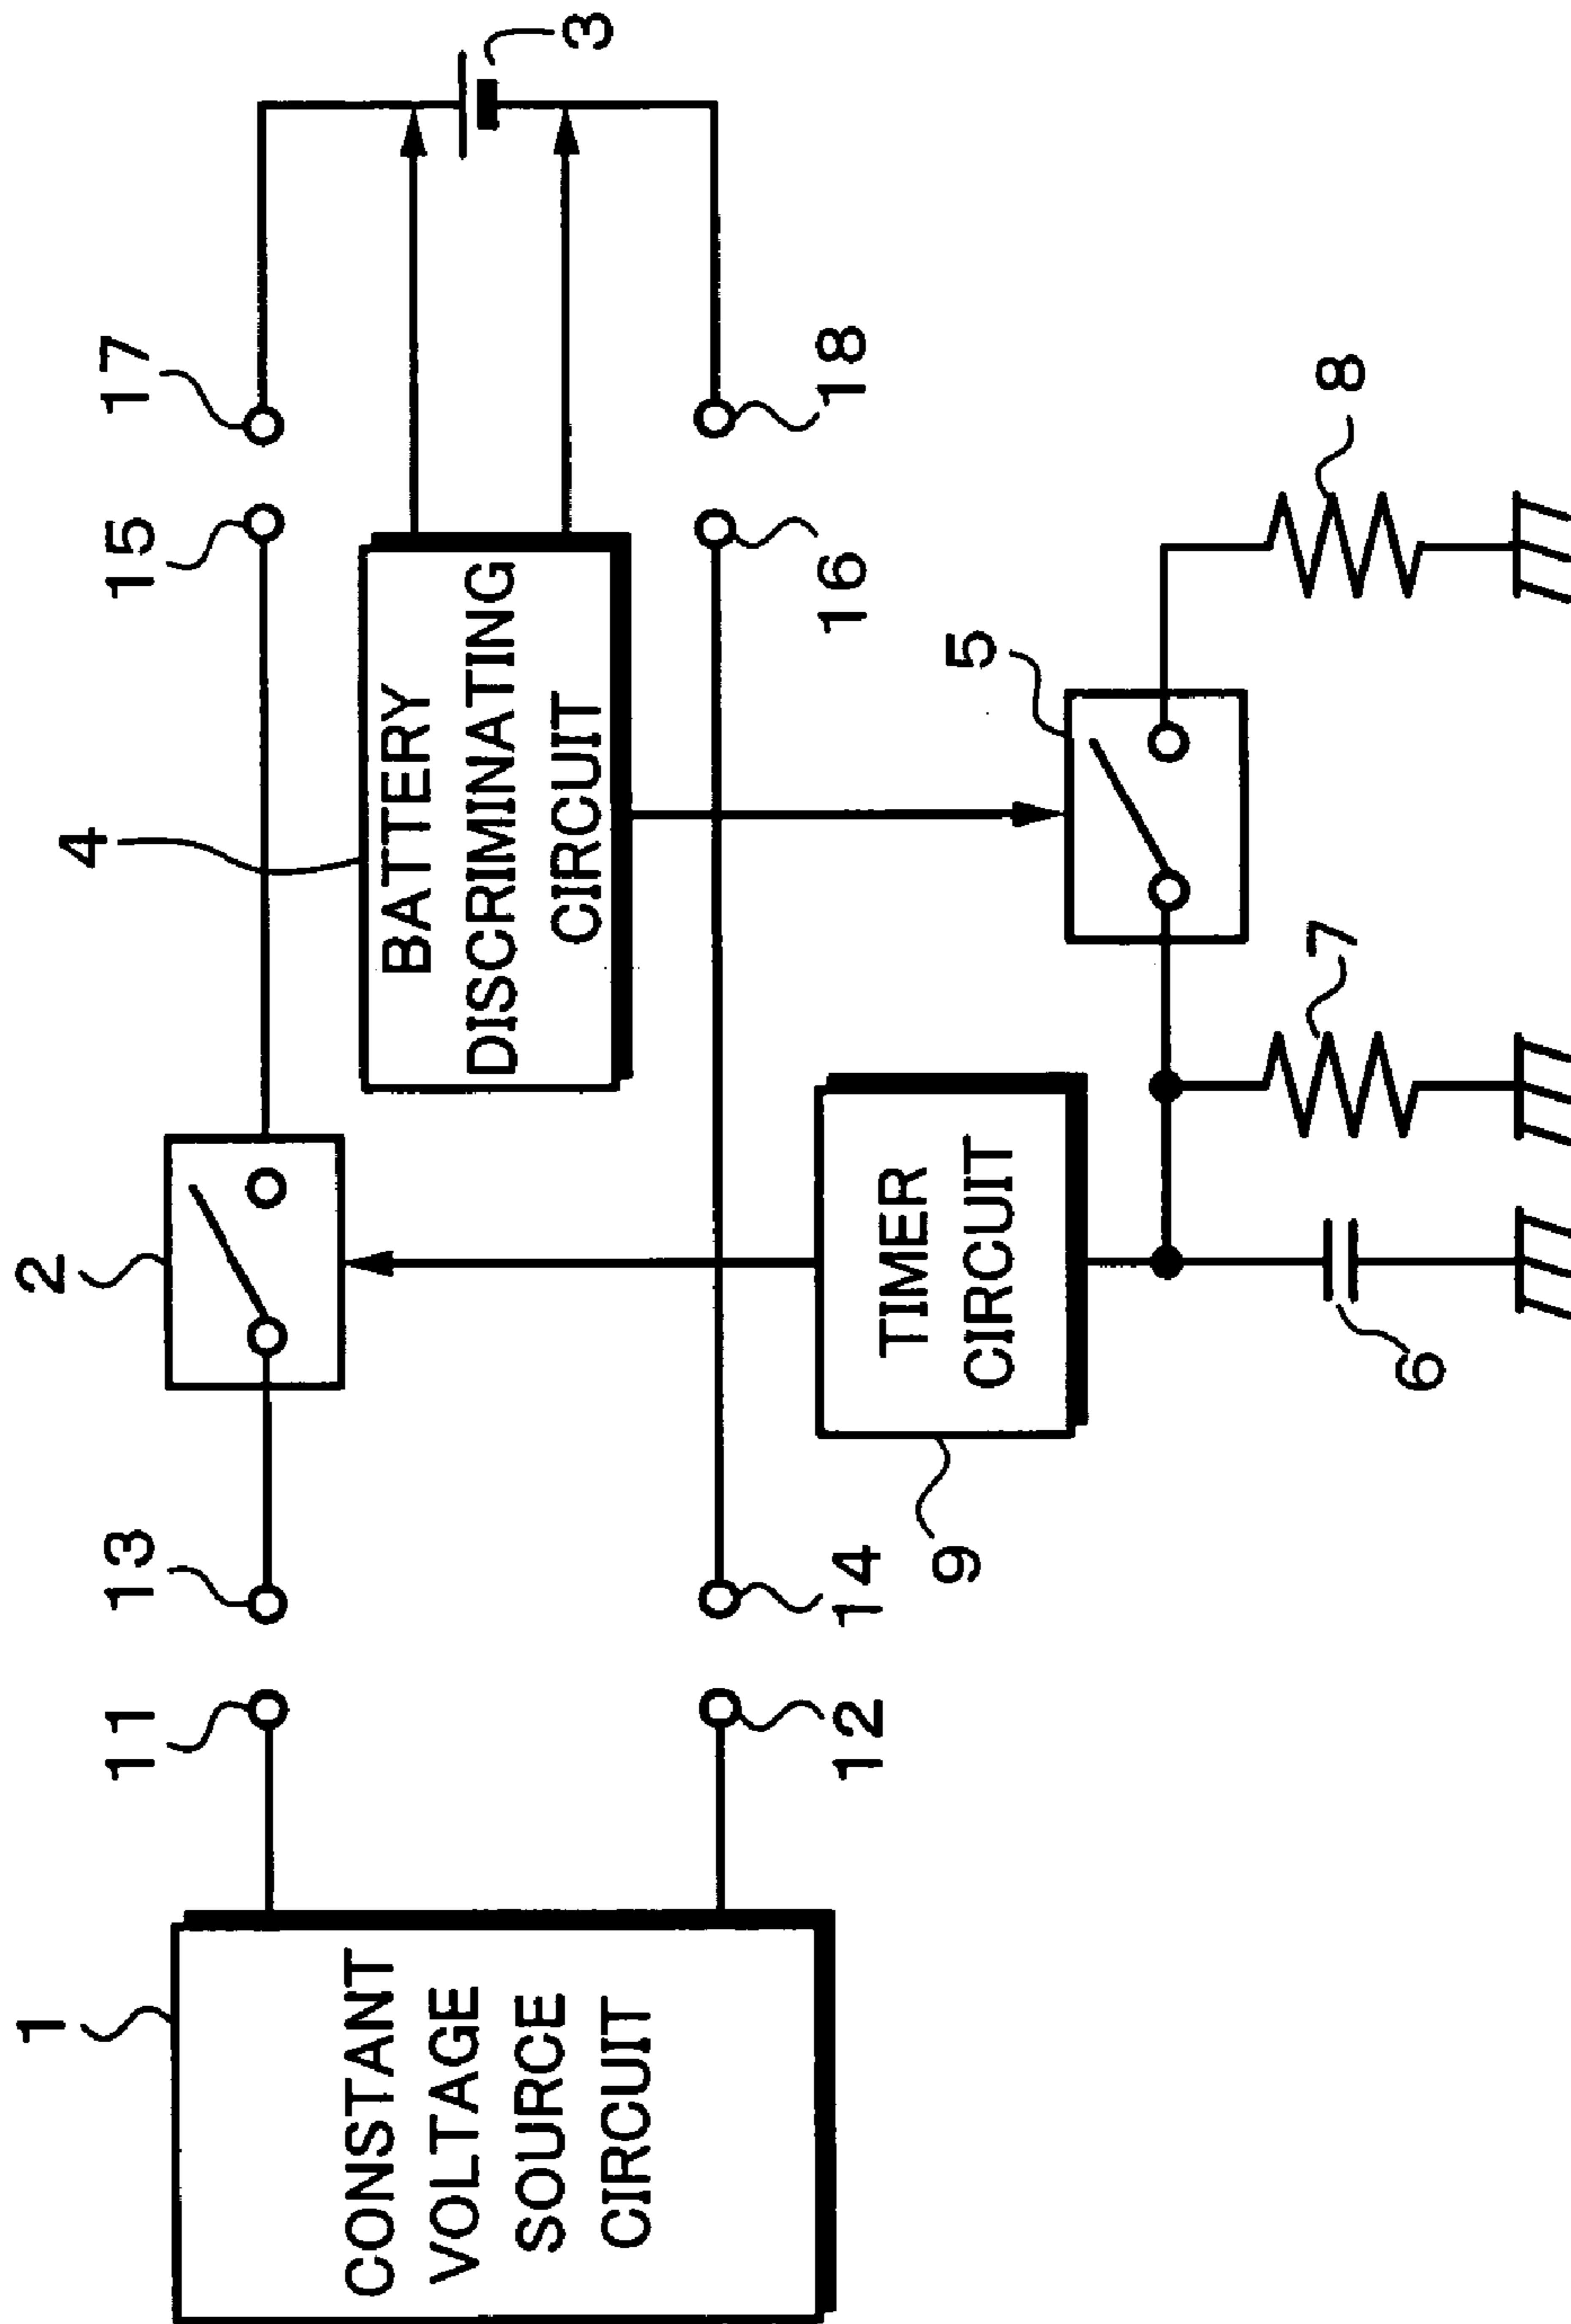 1
CONSTANT
VOLTAGE
SOURCE
CIRCUIT
11
12
13
14
2
9
TIMER
CIRCUIT
6
7
4
BATTERY
DISCRIMINATING
CIRCUIT
5
8
15
16
17
18
3